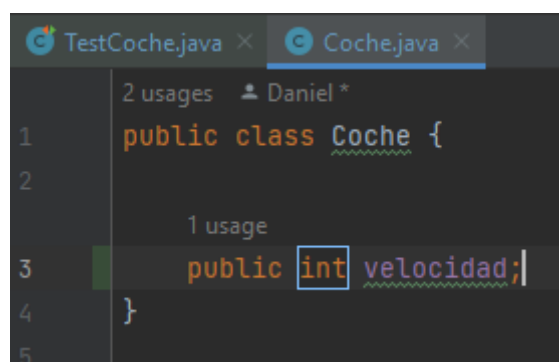 TestCoche.java Coche.java
2 usages Daniel *
1 public class Coche {
2
1 usage
3 public int velocidad;
4 }
5